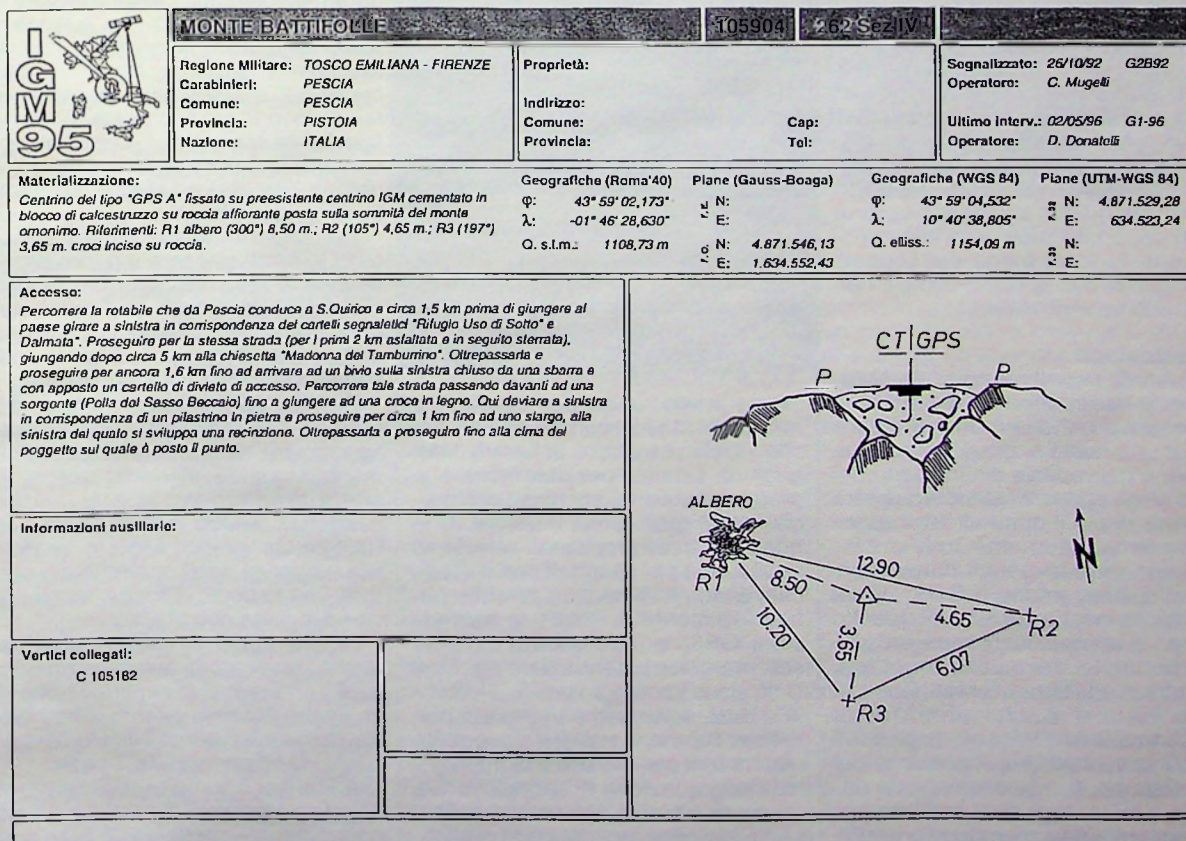 IGM
95
MONTE BATTIFOLLE
105904
262 Sez IV
Regione Militare: TOSCO EMILIANA - FIRENZE
Carabinieri: PESCIA
Comune: PESCIA
Provincia: PISTOIA
Nazione: ITALIA
Proprietà:
Indirizzo:
Comune: Cap:
Provincia: Tel:
Segnalizzato: 26/10/92 G2B92
Operatore: C. Mugelli
Ultimo Interv.: 02/05/96 G1-96
Operatore: D. Donatelli
Materializzazione:
Centrino del tipo "GPS A" fissato su preesistente centrino IGM cementato in
blocco di calcestruzzo su roccia affiorante posta sulla sommità del monte
omonimo. Riferimenti: R1 albero (300°) 8,50 m.; R2 (105°) 4,65 m.; R3 (197°)
3,65 m. croci incise su roccia.
Geografiche (Roma'40)
φ: 43° 59' 02,173"
λ: -01° 46' 28,630"
Q. s.l.m.: 1108,73 m
Plane (Gauss-Boaga)
f.E. N:
E:
f.O. N: 4.871.546,13
E: 1.634.552,43
Geografiche (WGS 84)
φ: 43° 59' 04,532"
λ: 10° 40' 38,805"
Q. elliss.: 1154,09 m
Plane (UTM-WGS 84)
f.32 N: 4.871.529,28
E: 634.523,24
f.33 N:
E:
Accesso:
Percorrere la rotabile che da Pescia conduce a S.Quirico e circa 1,5 km prima di giungere al
paese girare a sinistra in corrispondenza dei cartelli segnaletici "Rifugio Uso di Sotto" e
Dalmata". Proseguire per la stessa strada (per i primi 2 km asfaltata e in seguito sterrata),
giungendo dopo circa 5 km alla chiesetta "Madonna del Tamburrino". Oltrepassarla e
proseguire per ancora 1,6 km fino ad arrivare ad un bivio sulla sinistra chiuso da una sbarra e
con apposto un cartello di divieto di accesso. Percorrere tale strada passando davanti ad una
sorgente (Polla del Sasso Beccaio) fino a giungere ad una croce in legno. Qui deviare a sinistra
in corrispondenza di un pilastrino in pietra e proseguire per circa 1 km fino ad uno slargo, alla
sinistra del quale si sviluppa una recinzione. Oltrepassarla e proseguire fino alla cima del
poggetto sul quale è posto il punto.
Informazioni ausiliarie:
Vertici collegati:
C 105182
CT GPS
P P
ALBERO
R1
12.90
8.50
4.65
R2
10.20
3.65
6.07
R3
N